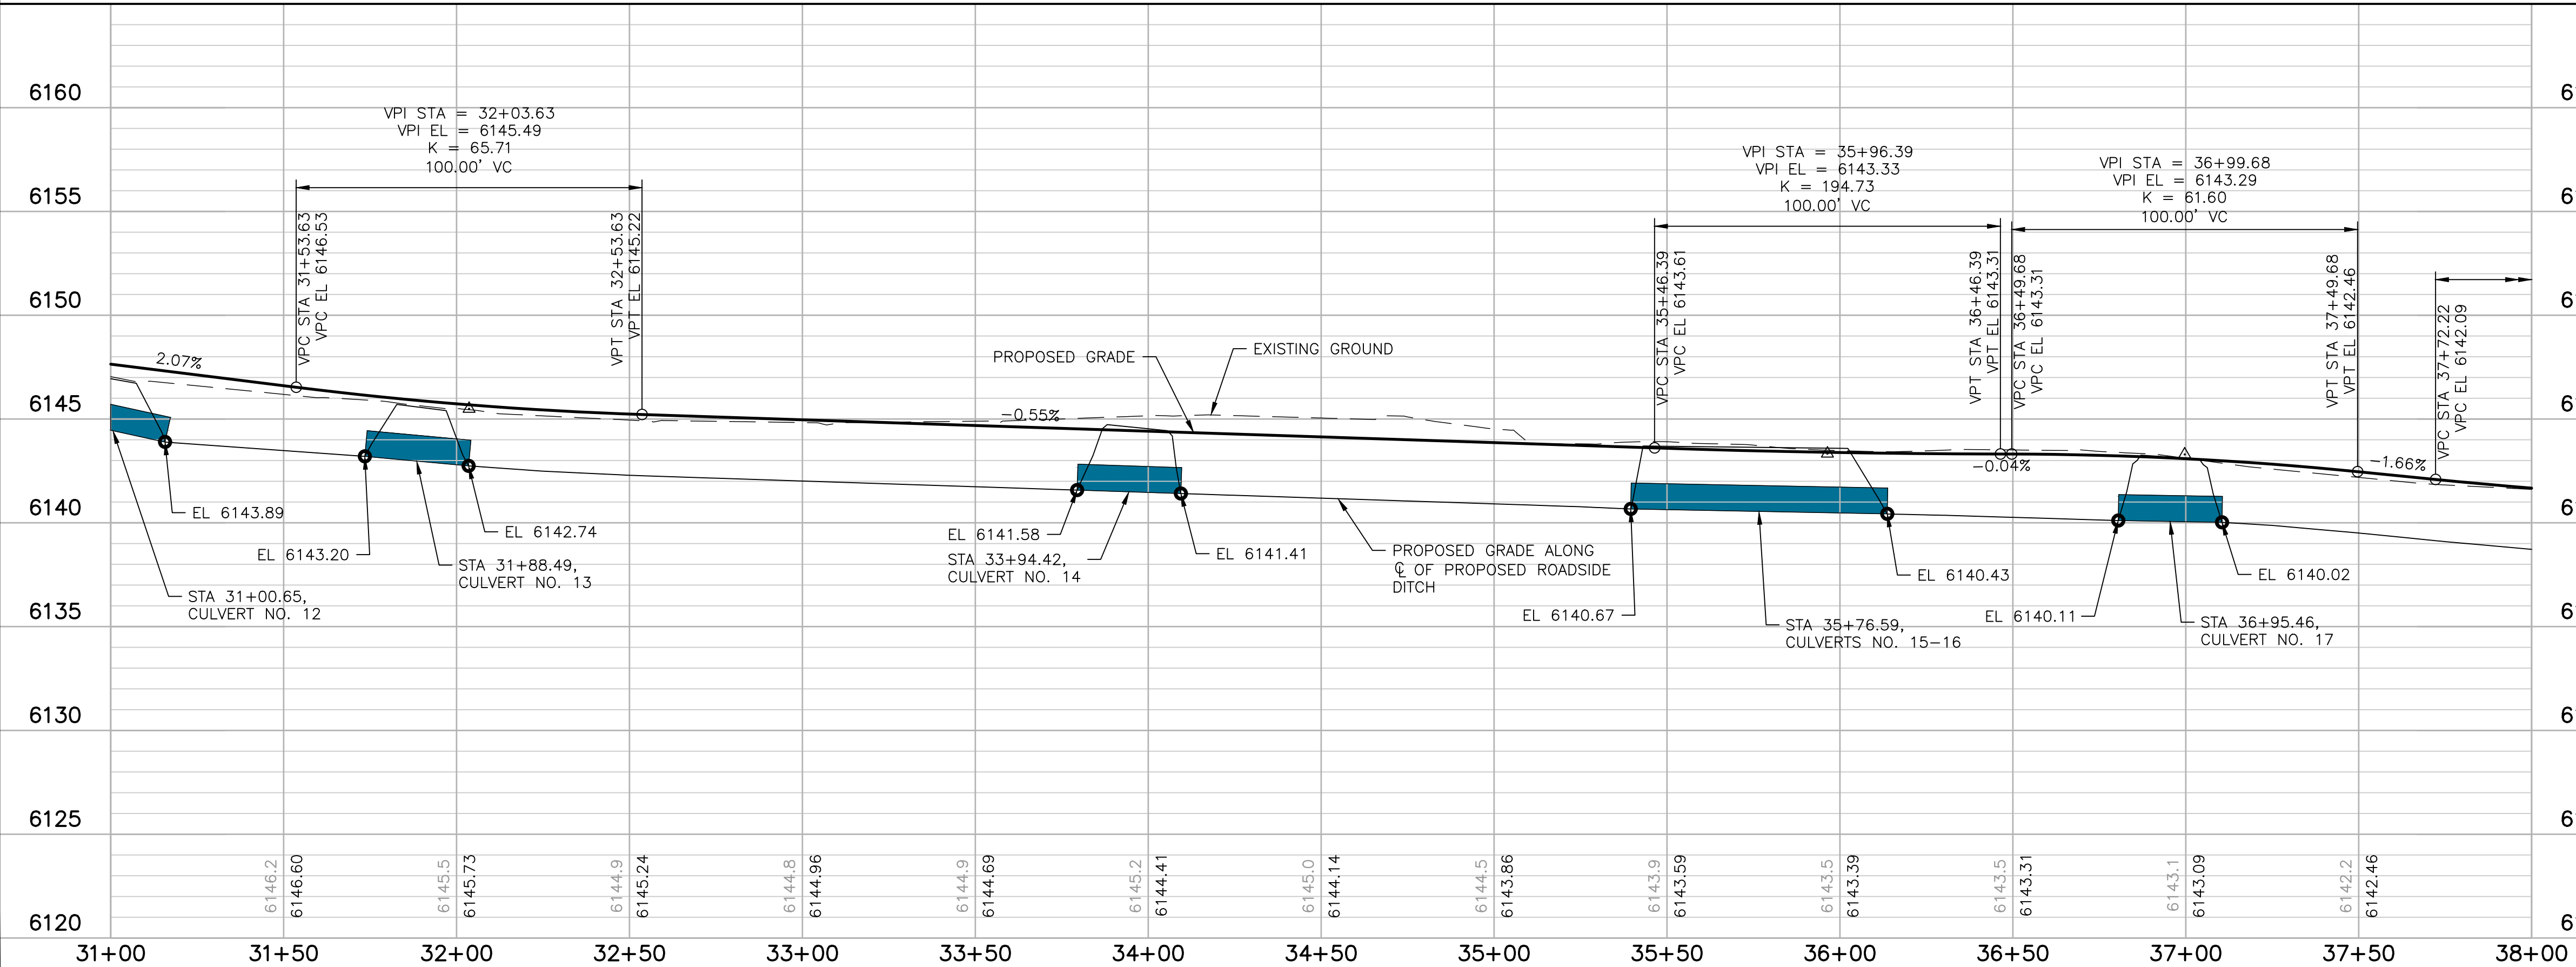 6160
6155
6150
6145
6140
6135
6130
6125
6120
6
6
6
6
6
6
6
6
6
VPI STA = 32+03.63
VPI EL = 6145.49
K = 65.71
100.00' VC
VPC STA 31+53.63
VPC EL 6146.53
VPT STA 32+53.63
VPT EL 6145.22
VPI STA = 35+96.39
VPI EL = 6143.33
K = 194.73
100.00' VC
VPC STA 35+46.39
VPC EL 6143.61
VPT STA 36+46.39
VPT EL 6143.31
VPI STA = 36+99.68
VPI EL = 6143.29
K = 61.60
100.00' VC
VPC STA 36+49.68
VPC EL 6143.31
VPT STA 37+49.68
VPT EL 6142.46
VPC STA 37+72.22
VPC EL 6142.09
2.07%
-0.55%
-0.04%
-1.66%
PROPOSED GRADE
EXISTING GROUND
EL 6143.89
STA 31+00.65,
CULVERT NO. 12
EL 6143.20
EL 6142.74
STA 31+88.49,
CULVERT NO. 13
EL 6141.58
STA 33+94.42,
CULVERT NO. 14
EL 6141.41
PROPOSED GRADE ALONG
℄ OF PROPOSED ROADSIDE
DITCH
EL 6140.67
STA 35+76.59,
CULVERTS NO. 15-16
EL 6140.43
EL 6140.11
EL 6140.02
STA 36+95.46,
CULVERT NO. 17
6146.2
6146.60
6145.5
6145.73
6144.9
6145.24
6144.8
6144.96
6144.9
6144.69
6145.2
6144.41
6145.0
6144.14
6144.5
6143.86
6143.9
6143.59
6143.5
6143.39
6143.5
6143.31
6143.1
6143.09
6142.2
6142.46
31+00
31+50
32+00
32+50
33+00
33+50
34+00
34+50
35+00
35+50
36+00
36+50
37+00
37+50
38+00